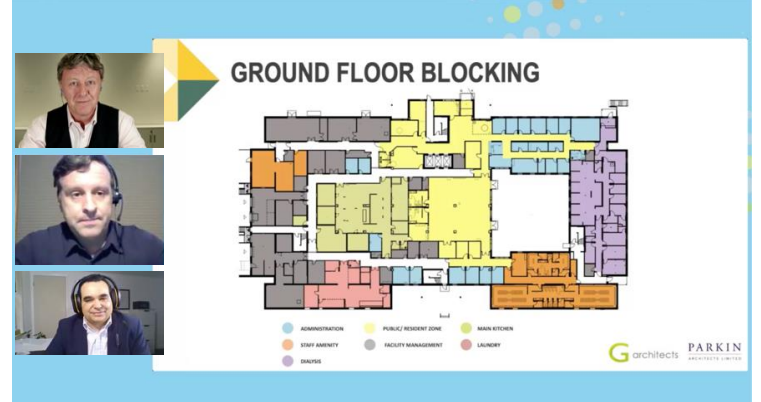 GROUND FLOOR BLOCKING
ADMINISTRATION
PUBLIC/ RESIDENT ZONE
MAIN KITCHEN
STAFF AMENITY
FACILITY MANAGEMENT
LAUNDRY
DIALYSIS
G architects
PARKIN
ARCHITECTS LIMITED